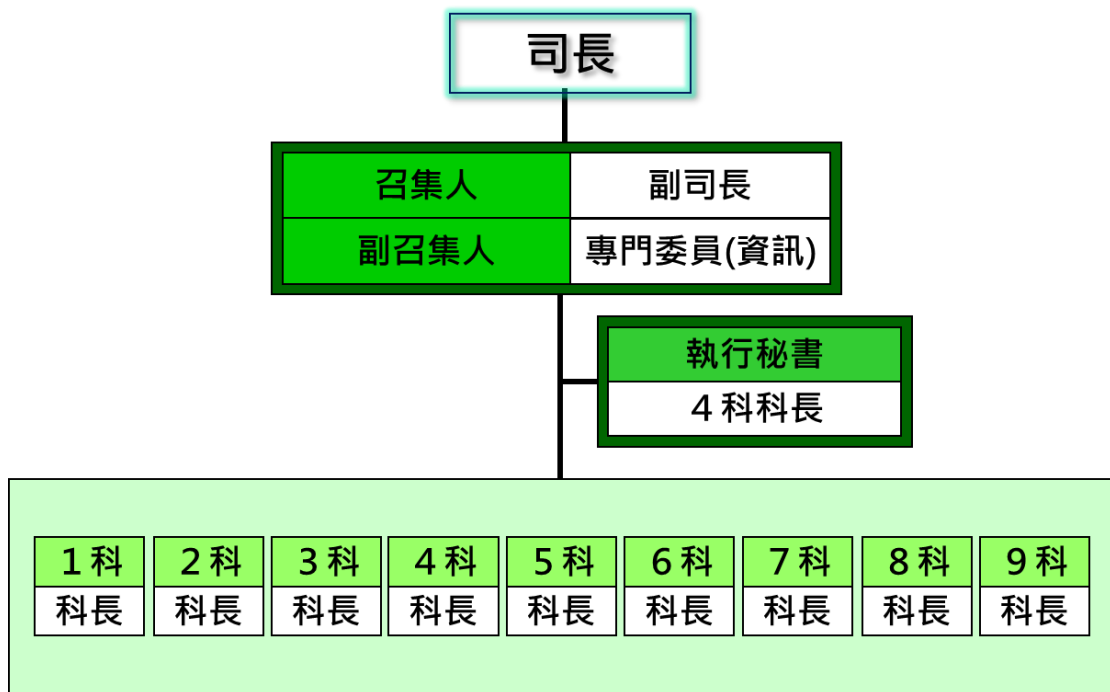 司長
召集人 副司長
副召集人 專門委員(資訊)
執行秘書
4科科長
1科 2科 3科 4科 5科 6科 7科 8科 9科
科長 科長 科長 科長 科長 科長 科長 科長 科長